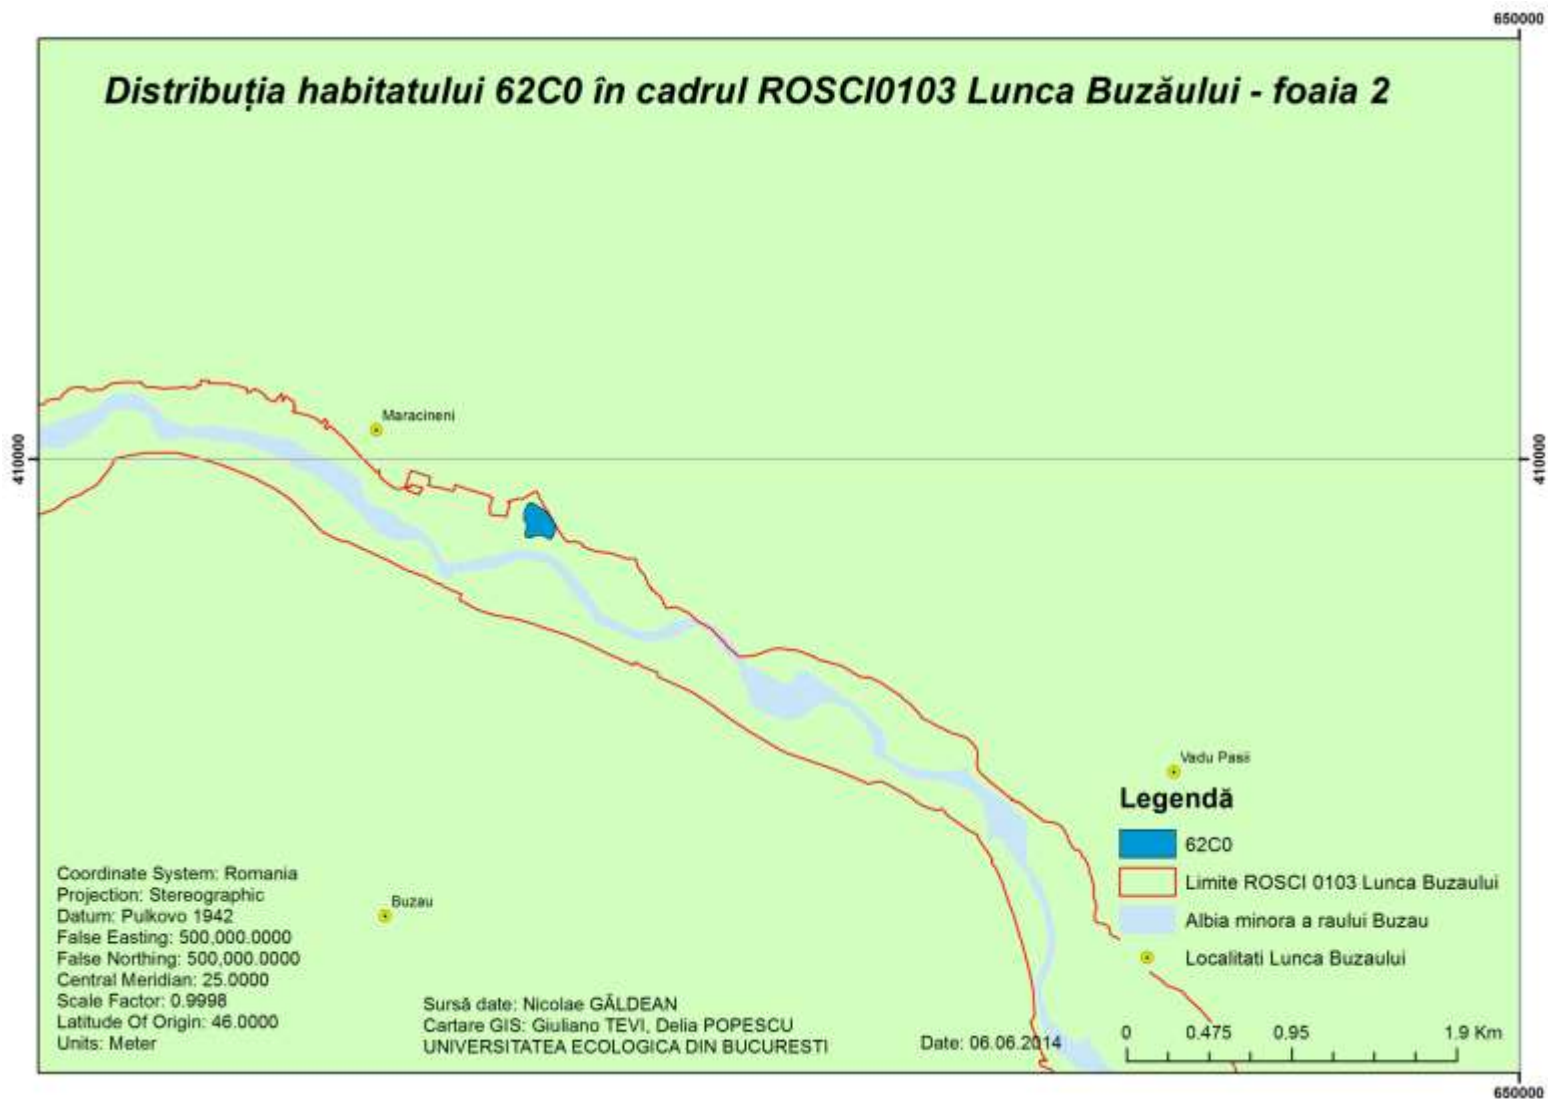 650000
Distribuția habitatului 62C0 în cadrul ROSCI0103 Lunca Buzăului - foaia 2
Maracineni
410000
410000
Vadu Pasii
Legendă
62C0
Limite ROSCI 0103 Lunca Buzaului
Albia minora a raului Buzau
Localitati Lunca Buzaului
Buzau
Coordinate System: Romania
Projection: Stereographic
Datum: Pulkovo 1942
False Easting: 500,000.0000
False Northing: 500,000.0000
Central Meridian: 25.0000
Scale Factor: 0.9998
Latitude Of Origin: 46.0000
Units: Meter
Sursă date: Nicolae GÂLDEAN
Cartare GIS: Giuliano TEVI, Delia POPESCU
UNIVERSITATEA ECOLOGICA DIN BUCURESTI
Date: 06.06.2014
0 0.475 0.95 1.9 Km
650000